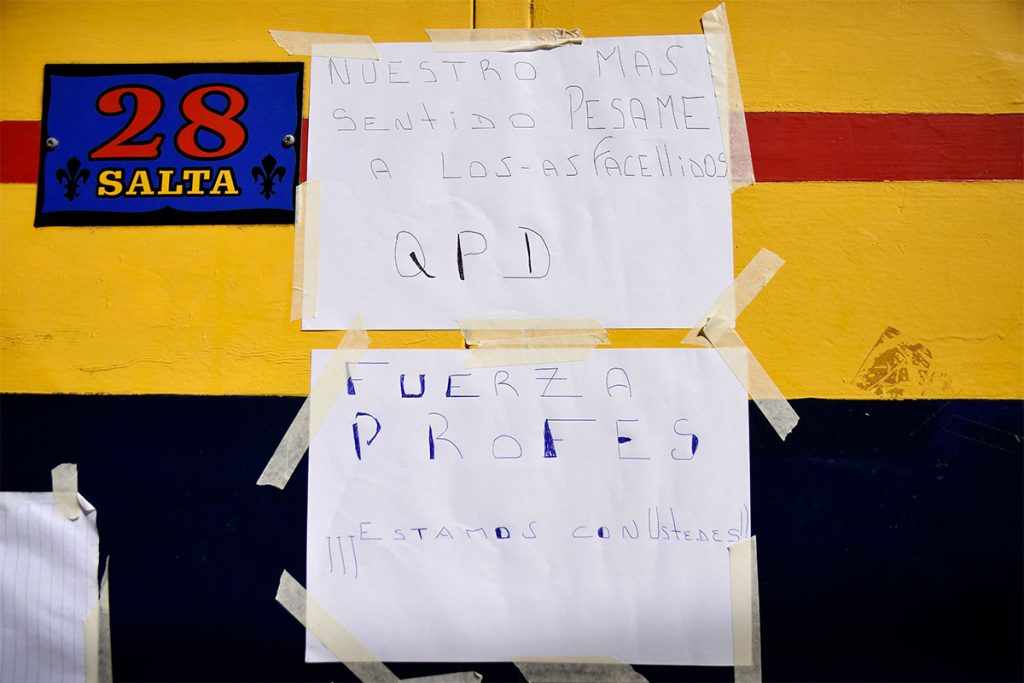 28
SALTA
NUESTRO MAS
SENTIDO PESAME
A LOS-AS FACEllIDOS
QPD
FUERZA
PROFES
¡¡¡ESTAMOS CON USTEDES!!